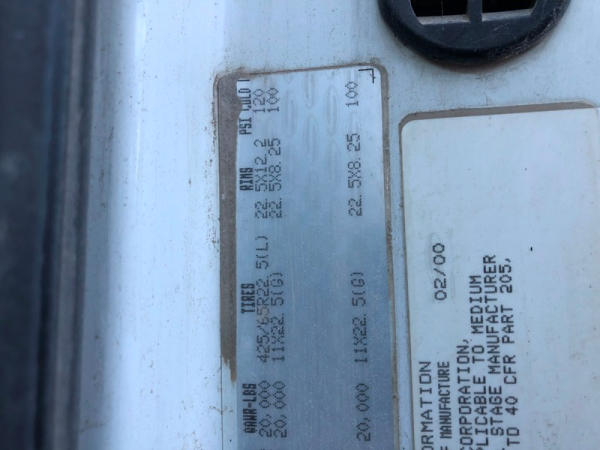 GAWR-LBS TIRES RIMS PSI COLD
20,000 425/65R22.5(L) 22.5X12.2 120
20,000 11X22.5(G) 22.5X8.25 100
20,000 11X22.5(G) 22.5X8.25 100
ORMATION
F MANUFACTURE 02/00
CORPORATION,
PLICABLE TO MEDIUM
STAGE MANUFACTURER
TO 40 CFR PART 205,